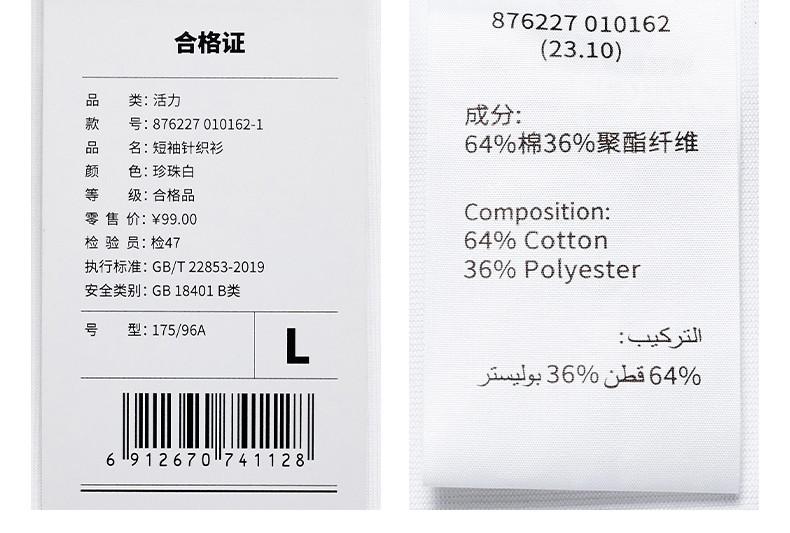 合格证
品 类: 活力
款 号: 876227 010162-1
品 名: 短袖针织衫
颜 色: 珍珠白
等 级: 合格品
零 售 价: ¥99.00
检 验 员: 检47
执行标准: GB/T 22853-2019
安全类别: GB 18401 B类
号 型: 175/96A
L
6 912670 741128
876227 010162
(23.10)
成分:
64%棉36%聚酯纤维
Composition:
64% Cotton
36% Polyester
التركيب:
64% قطن 36% بوليستر